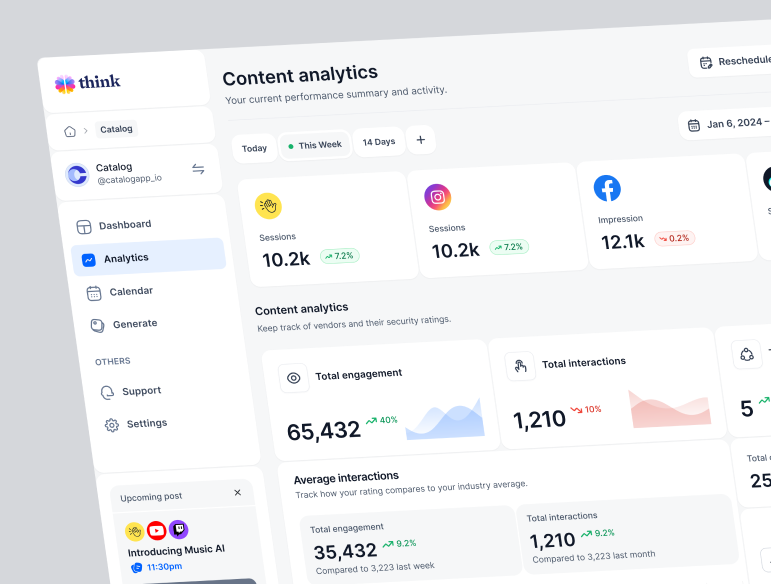 think
Catalog
Catalog
@catalogapp_io
Dashboard
Analytics
Calendar
Generate
OTHERS
Support
Settings
Upcoming post
Introducing Music AI
11:30pm
Content analytics
Your current performance summary and activity.
Reschedule
Today
This Week
14 Days
Jan 6, 2024 –
Sessions
10.2k
7.2%
Sessions
10.2k
7.2%
Impression
12.1k
0.2%
Content analytics
Keep track of vendors and their security ratings.
Total engagement
65,432
40%
Total interactions
1,210
10%
5
Average interactions
Track how your rating compares to your industry average.
Total engagement
35,432
9.2%
Compared to 3,223 last week
Total interactions
1,210
9.2%
Compared to 3,223 last month
Total
25